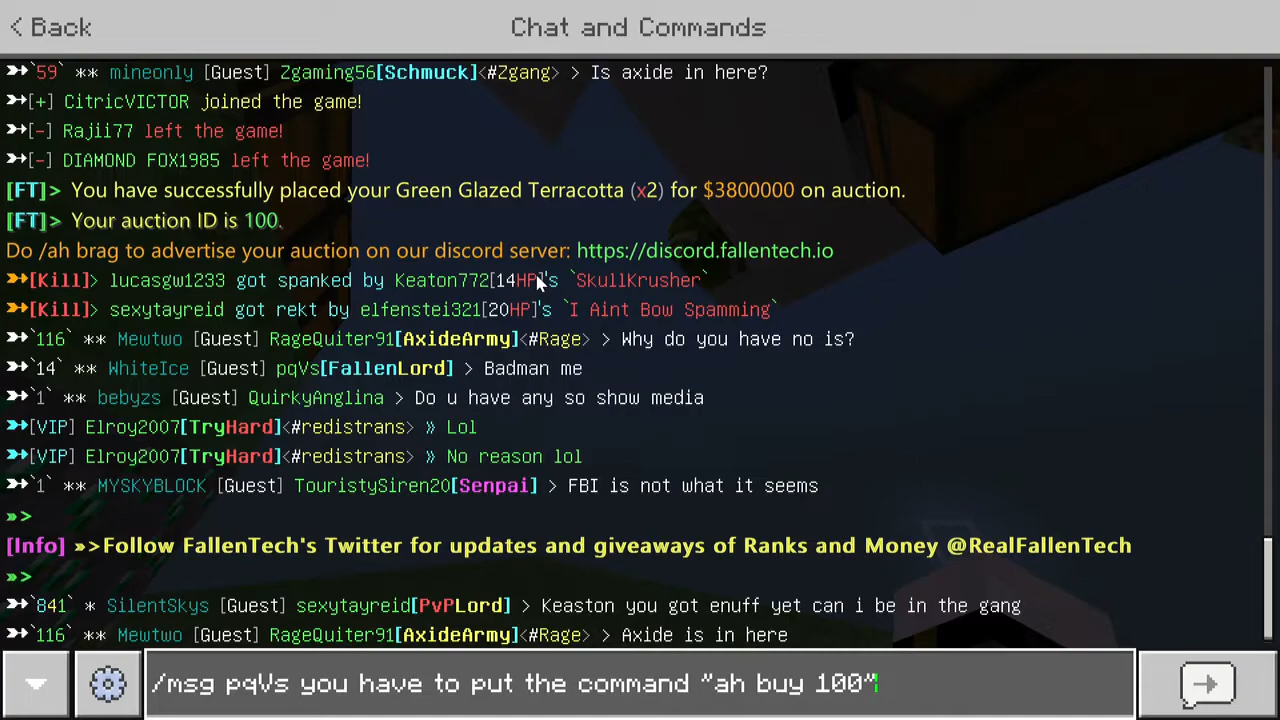 < Back
Chat and Commands
➳`59` ** mineonly [Guest] Zgaming56[Schmuck]<#Zgang> > Is axide in here?
➳[+] CitricVICTOR joined the game!
➳[-] Rajii77 left the game!
➳[-] DIAMOND FOX1985 left the game!
[FT]> You have successfully placed your Green Glazed Terracotta (x2) for $3800000 on auction.
[FT]> Your auction ID is 100.
Do /ah brag to advertise your auction on our discord server: https://discord.fallentech.io
➳[Kill]> lucasgw1233 got spanked by Keaton772[14HP]'s `SkullKrusher`
➳[Kill]> sexytayreid got rekt by elfenstei321[20HP]'s `I Aint Bow Spamming`
➳`116` ** Mewtwo [Guest] RageQuiter91[AxideArmy]<#Rage> > Why do you have no is?
➳`14` ** WhiteIce [Guest] pqVs[FallenLord] > Badman me
➳`1` ** bebyzs [Guest] QuirkyAnglina > Do u have any so show media
➳[VIP] Elroy2007[TryHard]<#redistrans> » Lol
➳[VIP] Elroy2007[TryHard]<#redistrans> » No reason lol
➳`1` ** MYSKYBLOCK [Guest] TouristySiren20[Senpai] > FBI is not what it seems
»>
[Info] »>Follow FallenTech's Twitter for updates and giveaways of Ranks and Money @RealFallenTech
»>
➳`841` * SilentSkys [Guest] sexytayreid[PvPLord] > Keaston you got enuff yet can i be in the gang
➳`116` ** Mewtwo [Guest] RageQuiter91[AxideArmy]<#Rage> > Axide is in here
/msg pqVs you have to put the command "ah buy 100"